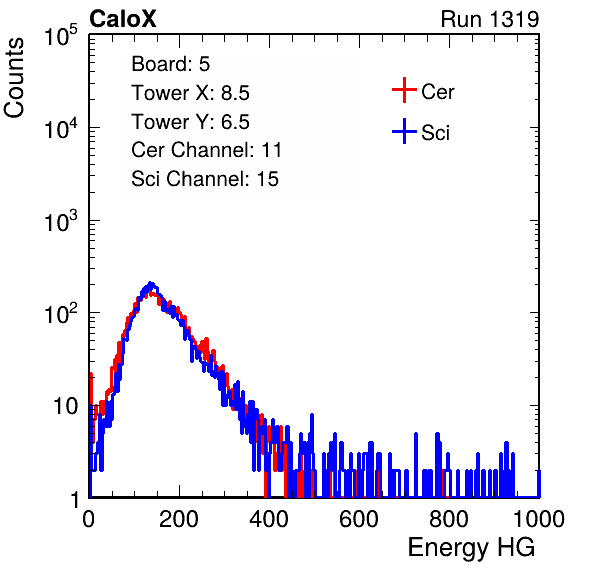 CaloX Run 1319
Counts
Board: 5
Tower X: 8.5
Tower Y: 6.5
Cer Channel: 11
Sci Channel: 15
Cer
Sci
10^5
10^4
10^3
10^2
10
1
0 200 400 600 800 1000
Energy HG